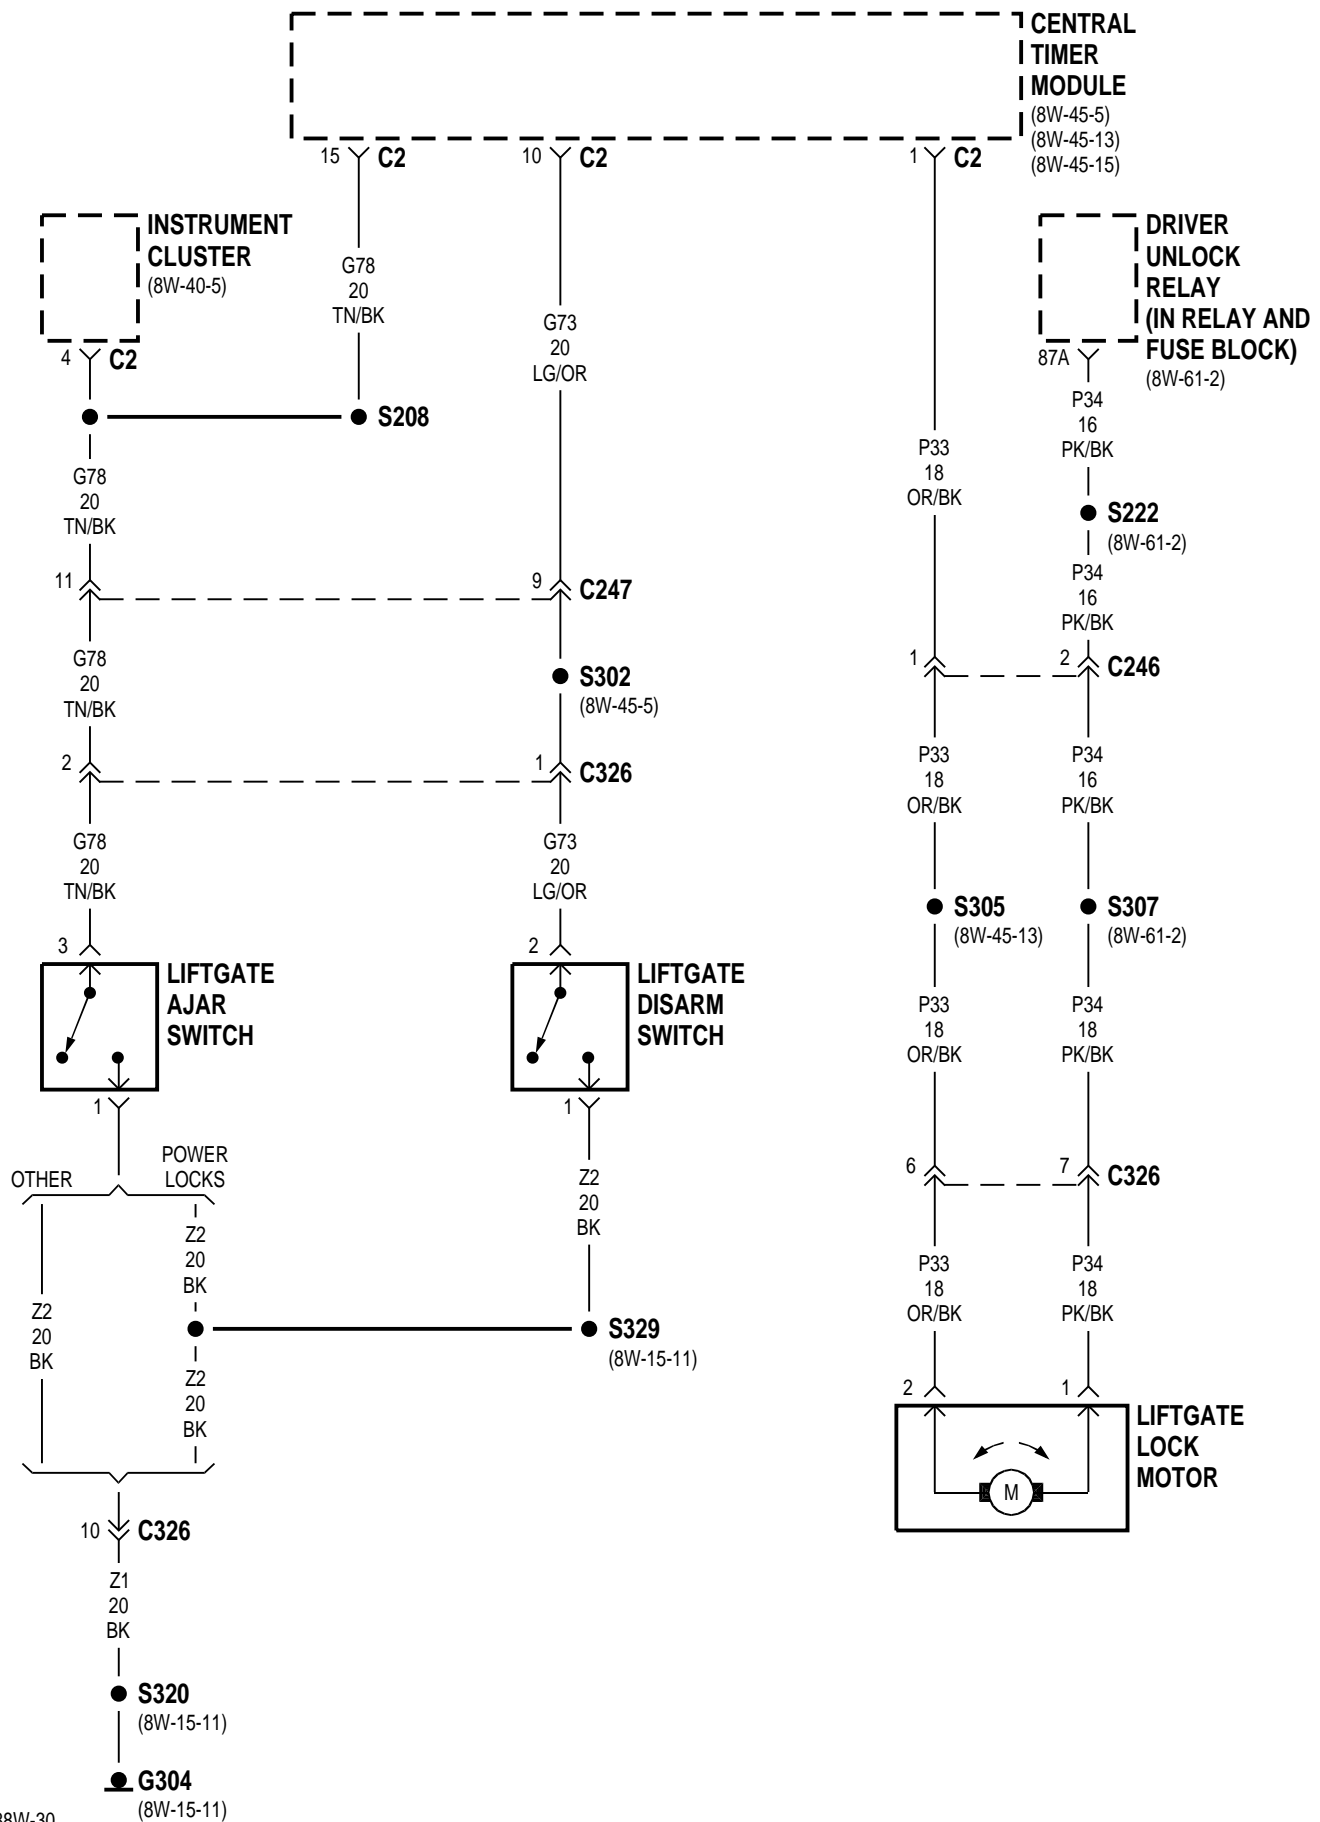 CENTRAL
TIMER
MODULE
(8W-45-5)
(8W-45-13)
(8W-45-15)
15 C2
10 C2
1 C2
INSTRUMENT
CLUSTER
(8W-40-5)
4 C2
G78
20
TN/BK
G73
20
LG/OR
DRIVER
UNLOCK
RELAY
(IN RELAY AND
FUSE BLOCK)
(8W-61-2)
87A
P34
16
PK/BK
S208
G78
20
TN/BK
P33
18
OR/BK
S222
(8W-61-2)
P34
16
PK/BK
11
9 C247
G78
20
TN/BK
S302
(8W-45-5)
1
2 C246
2
1 C326
P33
18
OR/BK
P34
16
PK/BK
G78
20
TN/BK
G73
20
LG/OR
S305
(8W-45-13)
S307
(8W-61-2)
3
2
LIFTGATE
AJAR
SWITCH
LIFTGATE
DISARM
SWITCH
P33
18
OR/BK
P34
18
PK/BK
1
1
OTHER
POWER
LOCKS
Z2
20
BK
Z2
20
BK
6
7 C326
Z2
20
BK
P33
18
OR/BK
P34
18
PK/BK
S329
(8W-15-11)
Z2
20
BK
2
1
LIFTGATE
LOCK
MOTOR
M
10 C326
Z1
20
BK
S320
(8W-15-11)
G304
(8W-15-11)